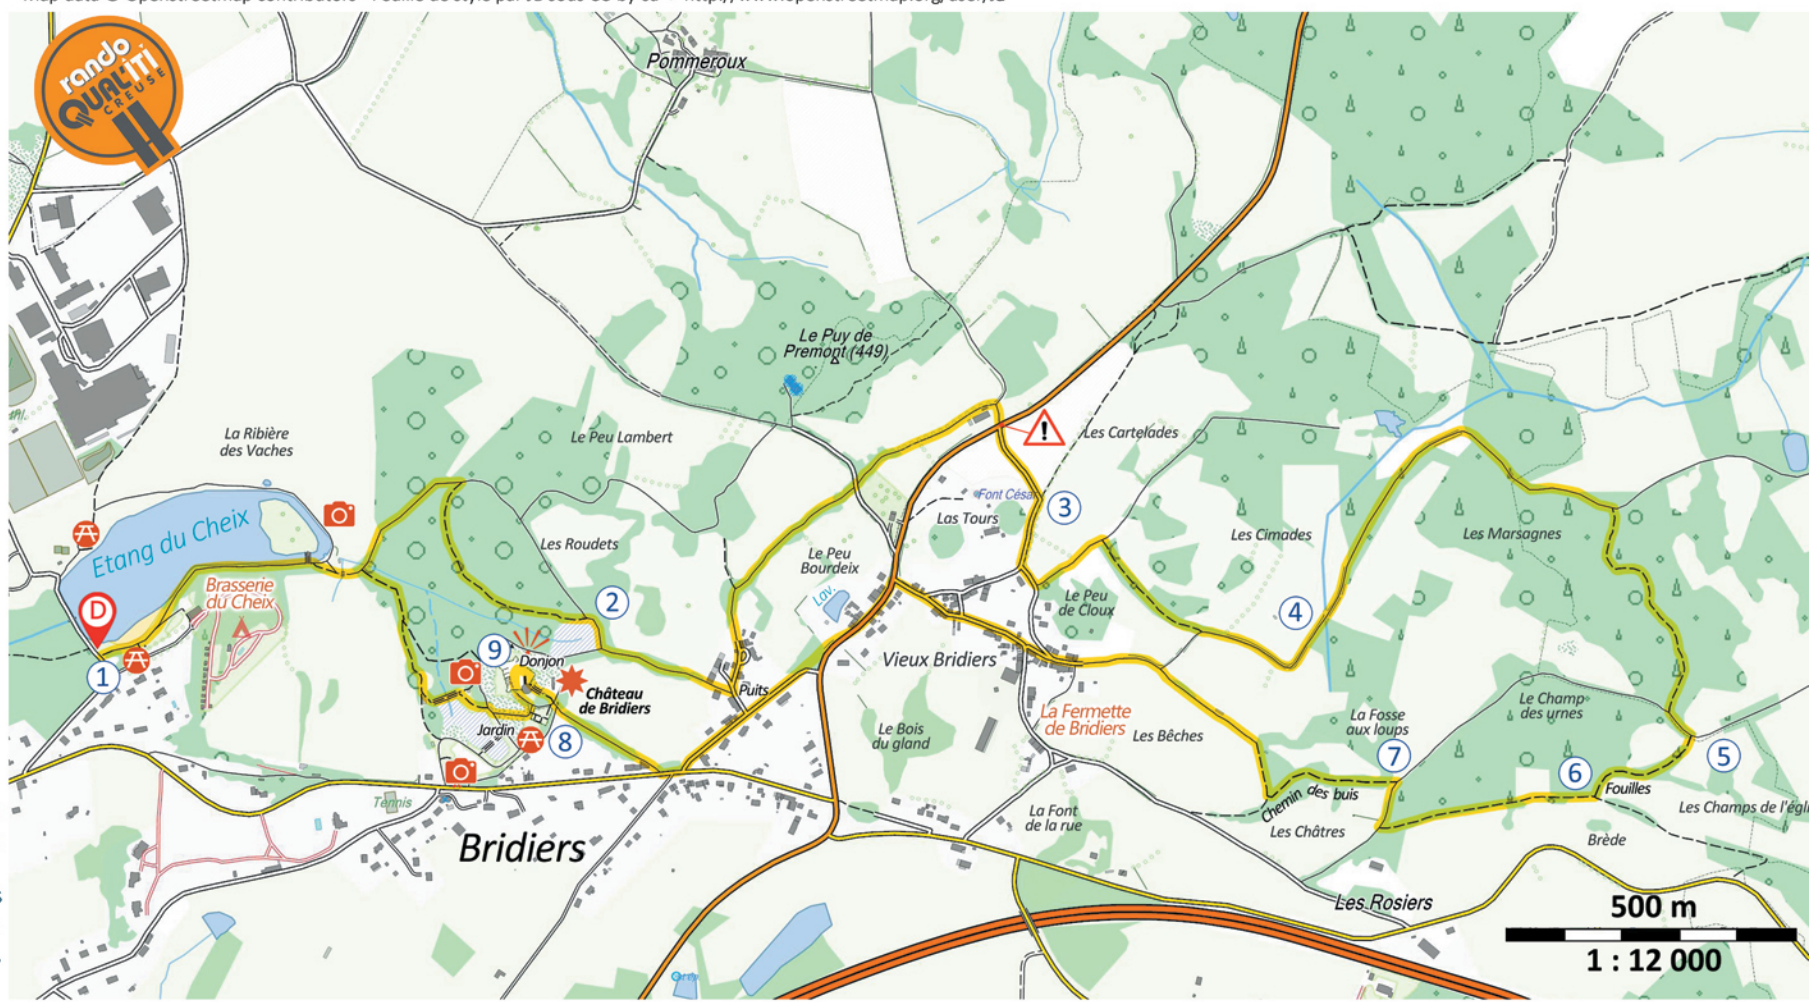 rando
QUAL'ITI
CREUSE
Pommeroux
Le Puy de
Premont (449)
La Ribière
des Vaches
Le Peu Lambert
Les Cartelades
Etang du Cheix
Font César
3
Las Tours
Les Roudets
Les Cimades
Les Marsagnes
Le Peu
Bourdeix
Brasserie
du Cheix
D
2
Lav.
Le Peu
de Cloux
4
1
9
Donjon
Château
de Bridiers
Puits
Vieux Bridiers
Le Champ
des urnes
La Fermette
de Bridiers
La Fosse
aux loups
Jardin
8
Le Bois
du gland
Les Bêches
7
6
5
Fouilles
Chemin des buis
Tennis
La Font
de la rue
Les Châtres
Les Champs de l'égli
Brède
Bridiers
Les Rosiers
500 m
1 : 12 000